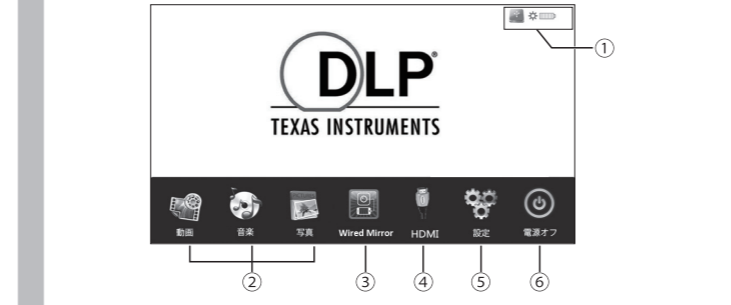 ①
DLP®
TEXAS INSTRUMENTS
動画 音楽 写真 Wired Mirror HDMI 設定 電源オフ
② ③ ④ ⑤ ⑥